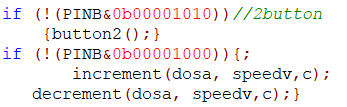 if (!(PINB&0b00001010))//2button
{button2();}
if (!(PINB&0b00001000)){;
increment(dosa, speedv,c);
decrement(dosa, speedv,c);}